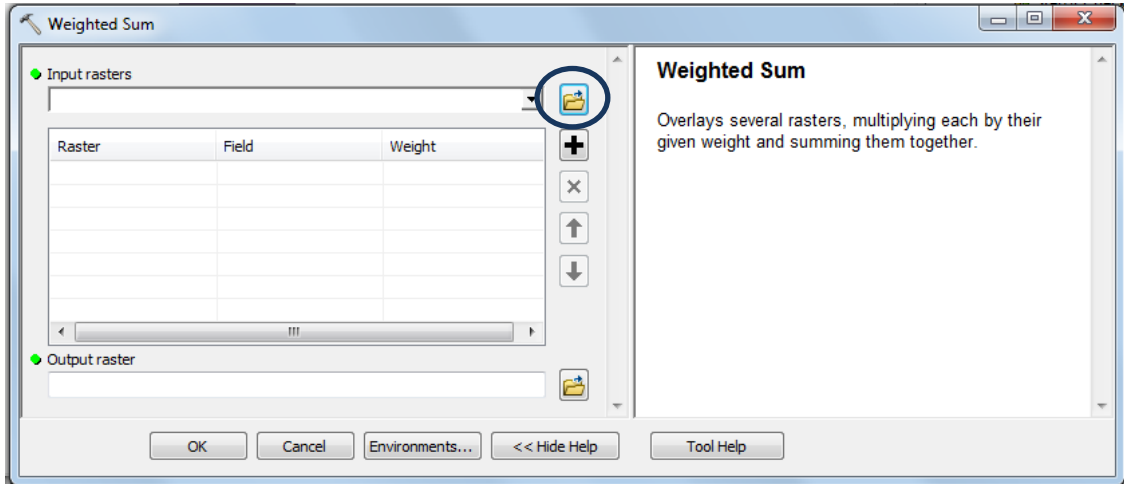 Weighted Sum
Input rasters
Raster Field Weight
Output raster
OK Cancel Environments... << Hide Help Tool Help
Weighted Sum
Overlays several rasters, multiplying each by their
given weight and summing them together.